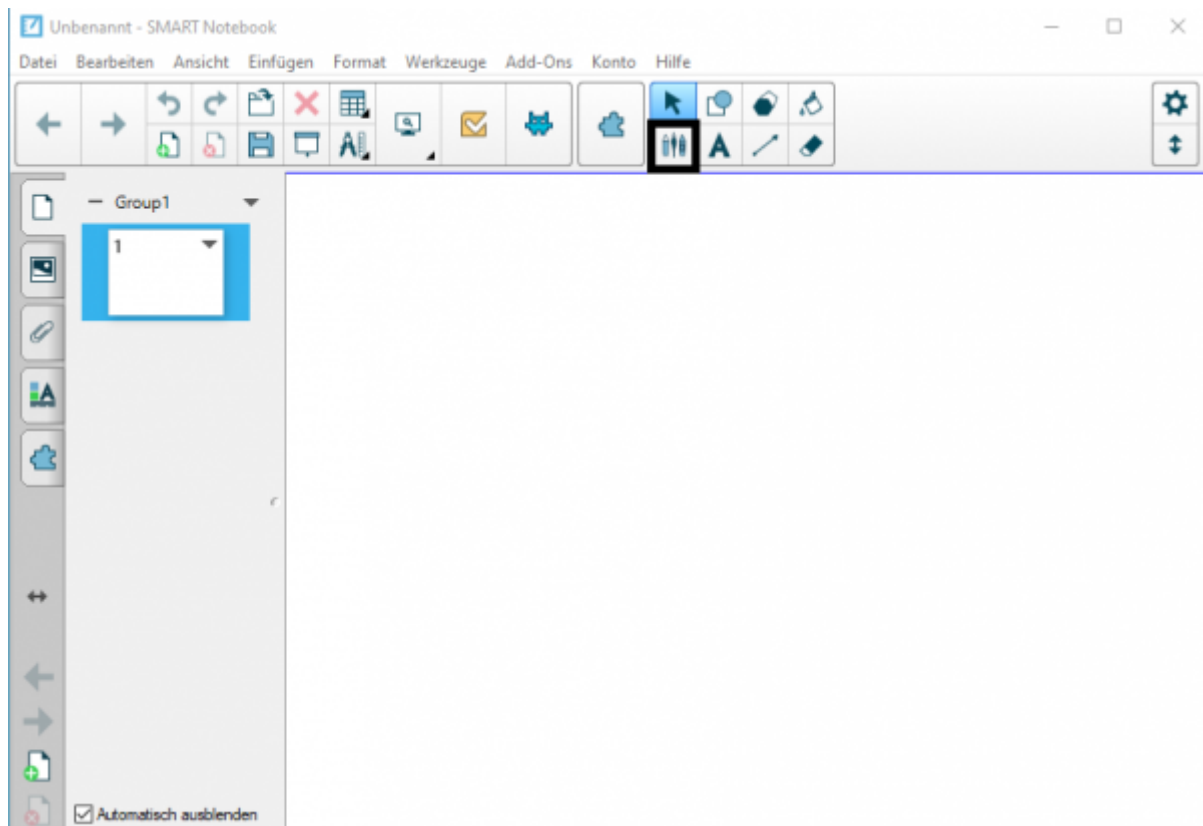 Unbenannt - SMART Notebook
Datei Bearbeiten Ansicht Einfügen Format Werkzeuge Add-Ons Konto Hilfe
Group1
1
Automatisch ausblenden